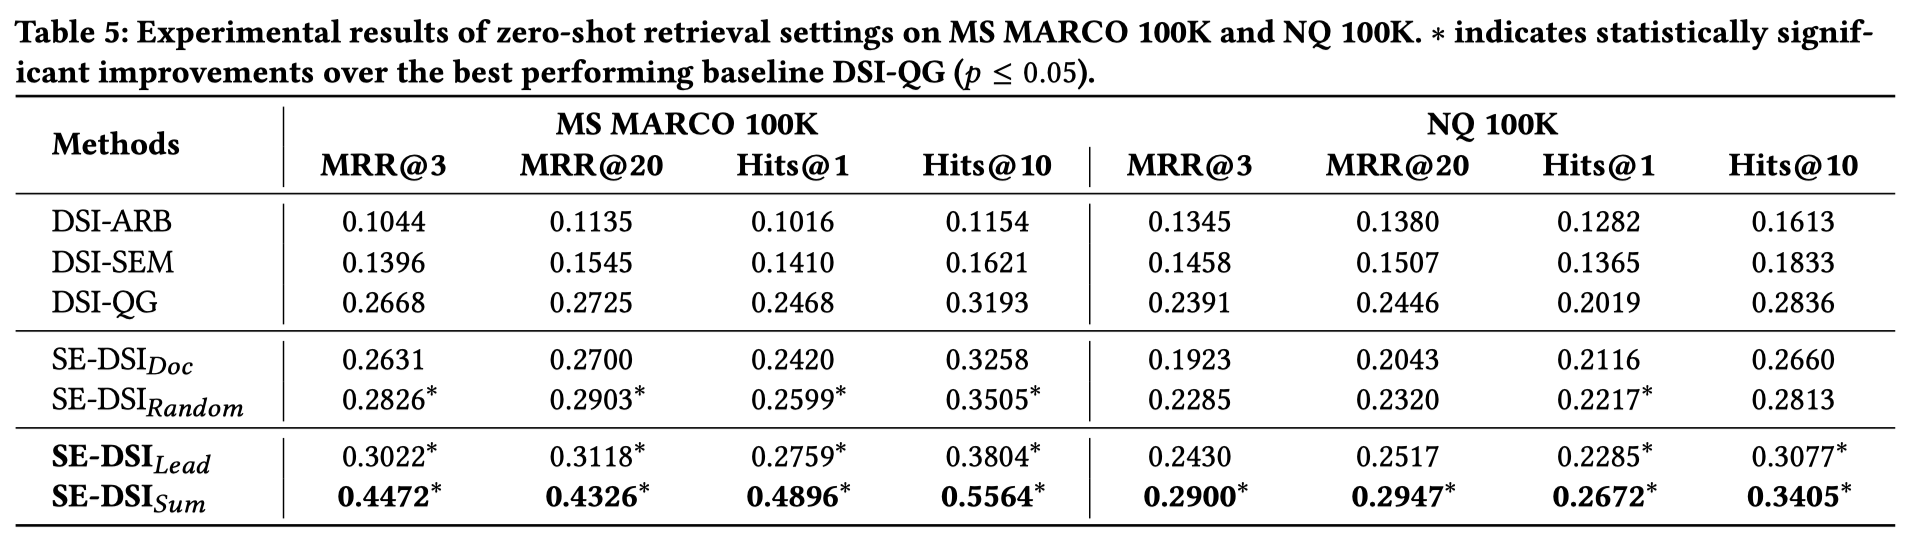 Table 5: Experimental results of zero-shot retrieval settings on MS MARCO 100K and NQ 100K. ∗ indicates statistically signif-
icant improvements over the best performing baseline DSI-QG (p ≤ 0.05).
Methods MS MARCO 100K NQ 100K
MRR@3 MRR@20 Hits@1 Hits@10 MRR@3 MRR@20 Hits@1 Hits@10
DSI-ARB 0.1044 0.1135 0.1016 0.1154 0.1345 0.1380 0.1282 0.1613
DSI-SEM 0.1396 0.1545 0.1410 0.1621 0.1458 0.1507 0.1365 0.1833
DSI-QG 0.2668 0.2725 0.2468 0.3193 0.2391 0.2446 0.2019 0.2836
SE-DSI Doc 0.2631 0.2700 0.2420 0.3258 0.1923 0.2043 0.2116 0.2660
SE-DSI Random 0.2826* 0.2903* 0.2599* 0.3505* 0.2285 0.2320 0.2217* 0.2813
SE-DSI Lead 0.3022* 0.3118* 0.2759* 0.3804* 0.2430 0.2517 0.2285* 0.3077*
SE-DSI Sum 0.4472* 0.4326* 0.4896* 0.5564* 0.2900* 0.2947* 0.2672* 0.3405*